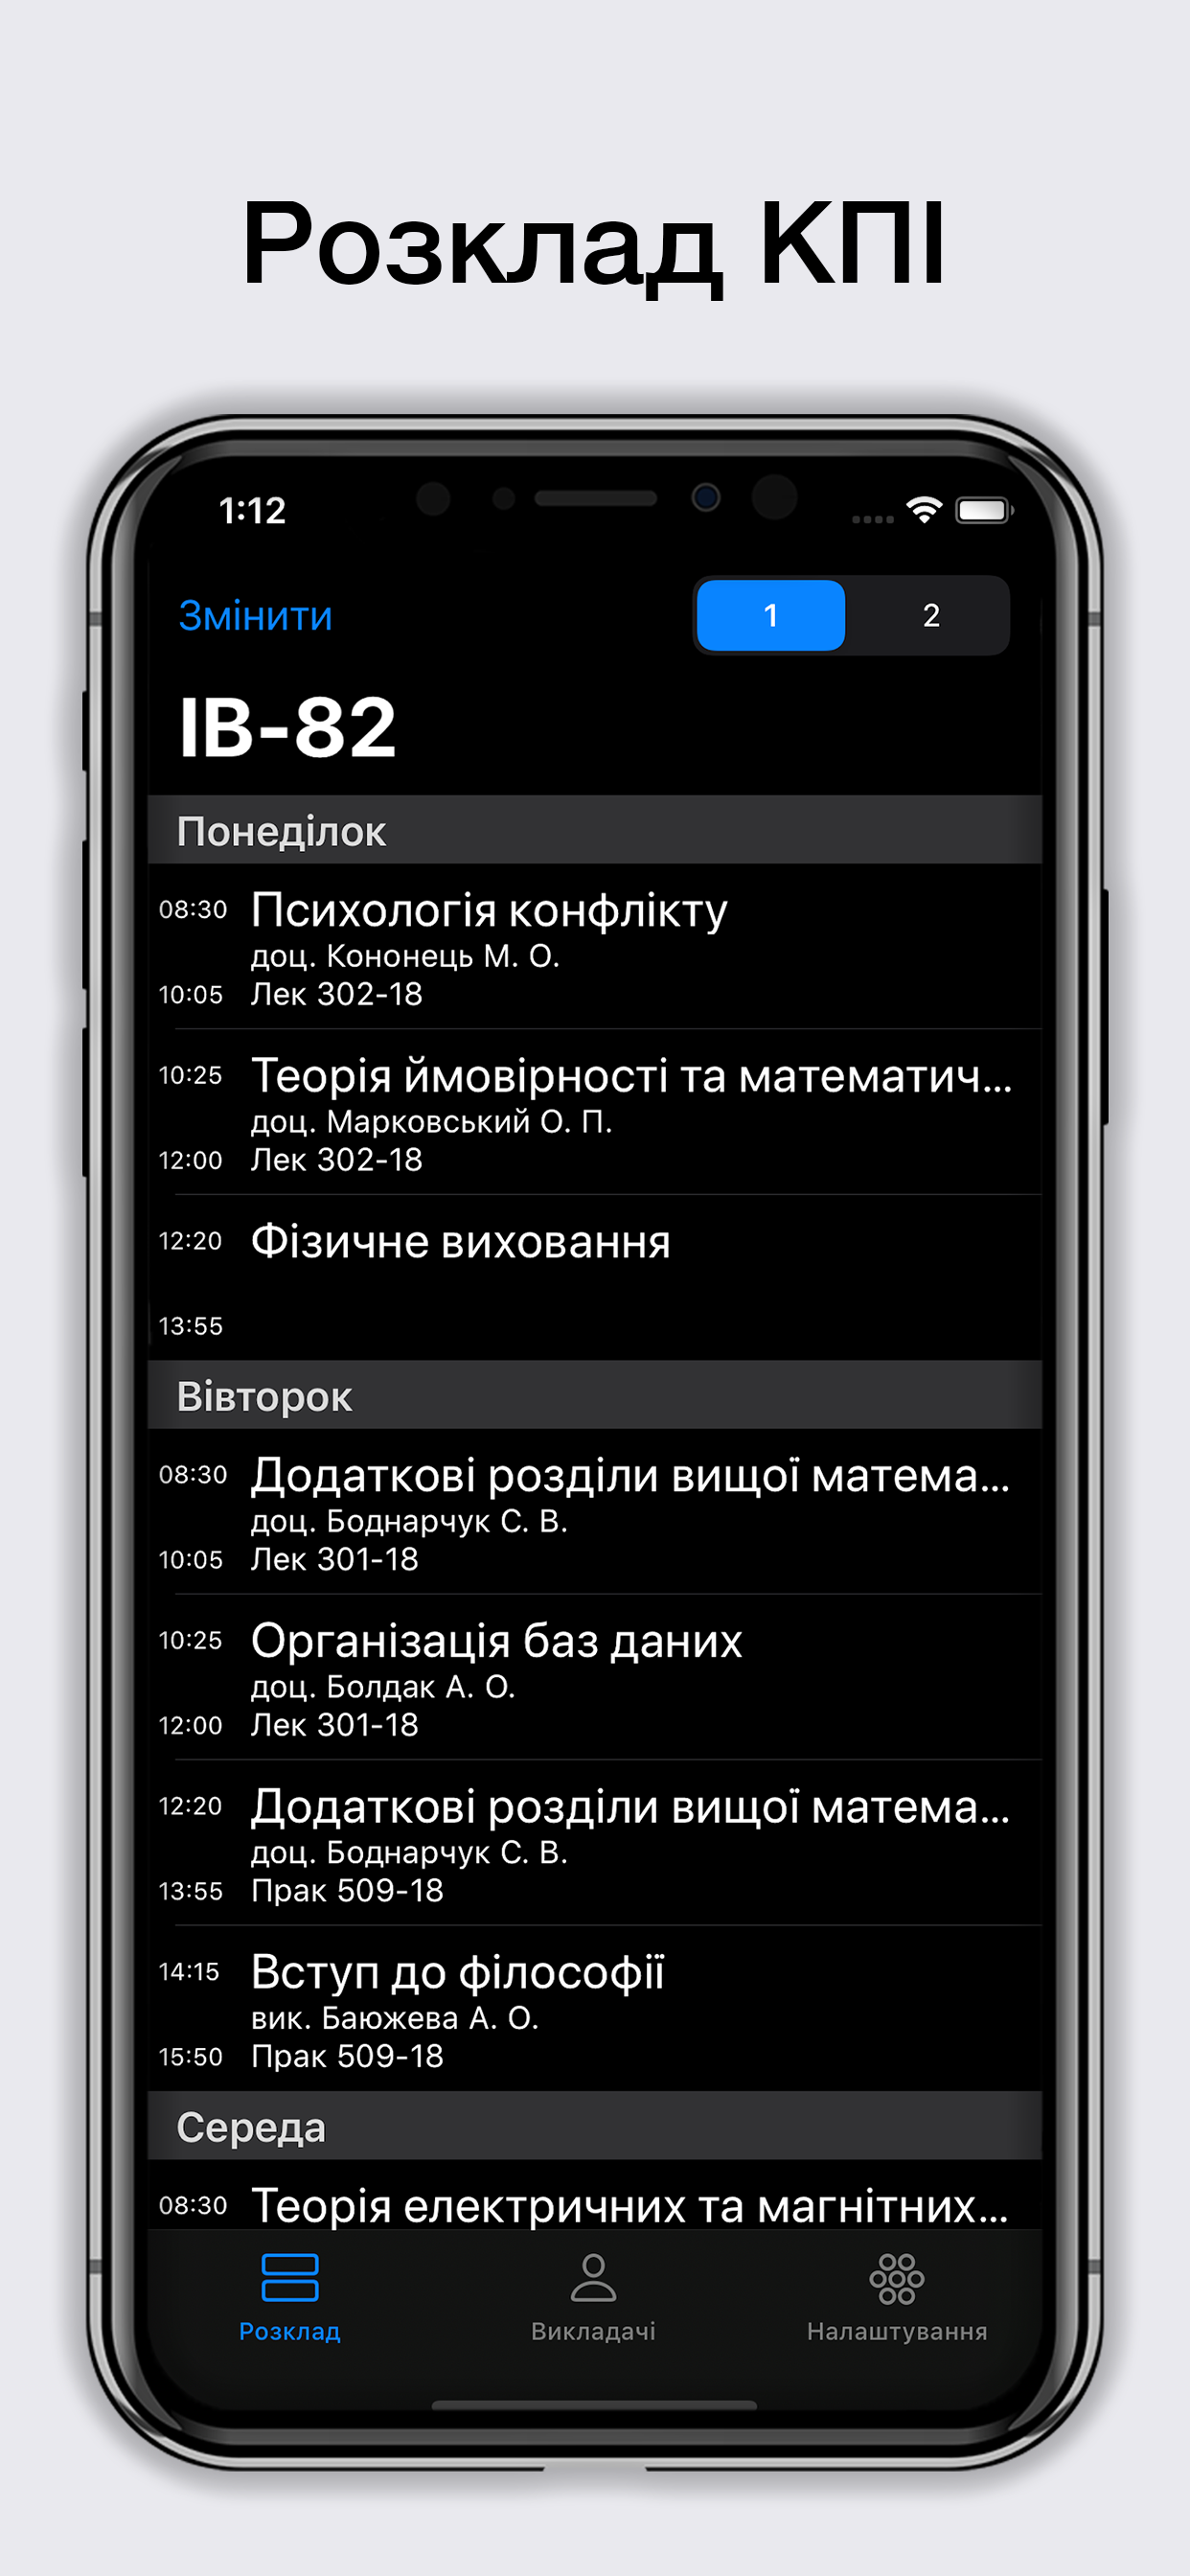 Розклад КПІ
1:12
Змінити
1 2
ІВ-82
Понеділок
08:30 Психологія конфлікту
доц. Кононець М. О.
10:05 Лек 302-18
10:25 Теорія ймовірності та математич...
доц. Марковський О. П.
12:00 Лек 302-18
12:20 Фізичне виховання
13:55
Вівторок
08:30 Додаткові розділи вищої матема...
доц. Боднарчук С. В.
10:05 Лек 301-18
10:25 Організація баз даних
доц. Болдак А. О.
12:00 Лек 301-18
12:20 Додаткові розділи вищої матема...
доц. Боднарчук С. В.
13:55 Прак 509-18
14:15 Вступ до філософії
вик. Баюжева А. О.
15:50 Прак 509-18
Середа
08:30 Теорія електричних та магнітних...
Розклад Викладачі Налаштування